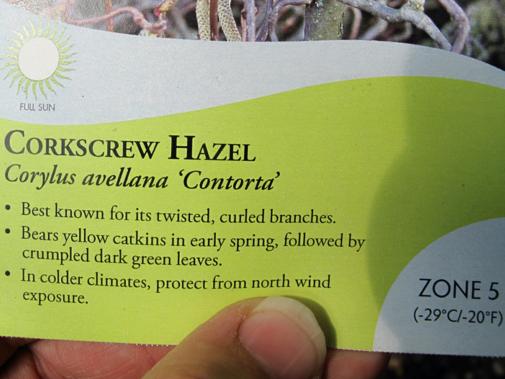 FULL SUN
CORKSCREW HAZEL
Corylus avellana ‘Contorta’
• Best known for its twisted, curled branches.
• Bears yellow catkins in early spring, followed by
crumpled dark green leaves.
• In colder climates, protect from north wind
exposure.
ZONE 5
(-29°C/-20°F)